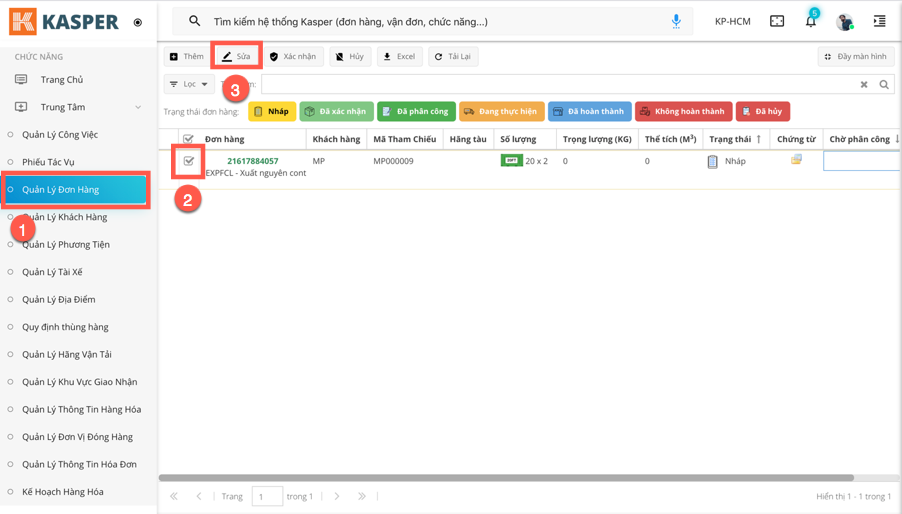 KASPER
Tìm kiếm hệ thống Kasper (đơn hàng, vận đơn, chức năng...)
KP-HCM
5
CHỨC NĂNG
Trang Chủ
Trung Tâm
Quản Lý Công Việc
Phiếu Tác Vụ
Quản Lý Đơn Hàng
1
Quản Lý Khách Hàng
Quản Lý Phương Tiện
Quản Lý Tài Xế
Quản Lý Địa Điểm
Quy định thùng hàng
Quản Lý Hãng Vận Tải
Quản Lý Khu Vực Giao Nhận
Quản Lý Thông Tin Hàng Hóa
Quản Lý Đơn Vị Đóng Hàng
Quản Lý Thông Tin Hóa Đơn
Kế Hoạch Hàng Hóa
Thêm
Sửa
Xác nhận
Hủy
Excel
Tải Lại
Đầy màn hình
3
Lọc
Trạng thái đơn hàng:
Nháp
Đã xác nhận
Đã phân công
Đang thực hiện
Đã hoàn thành
Không hoàn thành
Đã hủy
Đơn hàng
Khách hàng
Mã Tham Chiếu
Hãng tàu
Số lượng
Trọng lượng (KG)
Thể tích (M³)
Trạng thái
Chứng từ
Chờ phân công
21617884057
MP
MP000009
20 x 2
0
0
Nháp
EXPFCL - Xuất nguyên cont
2
Trang
1
trong 1
Hiển thị 1 - 1 trong 1